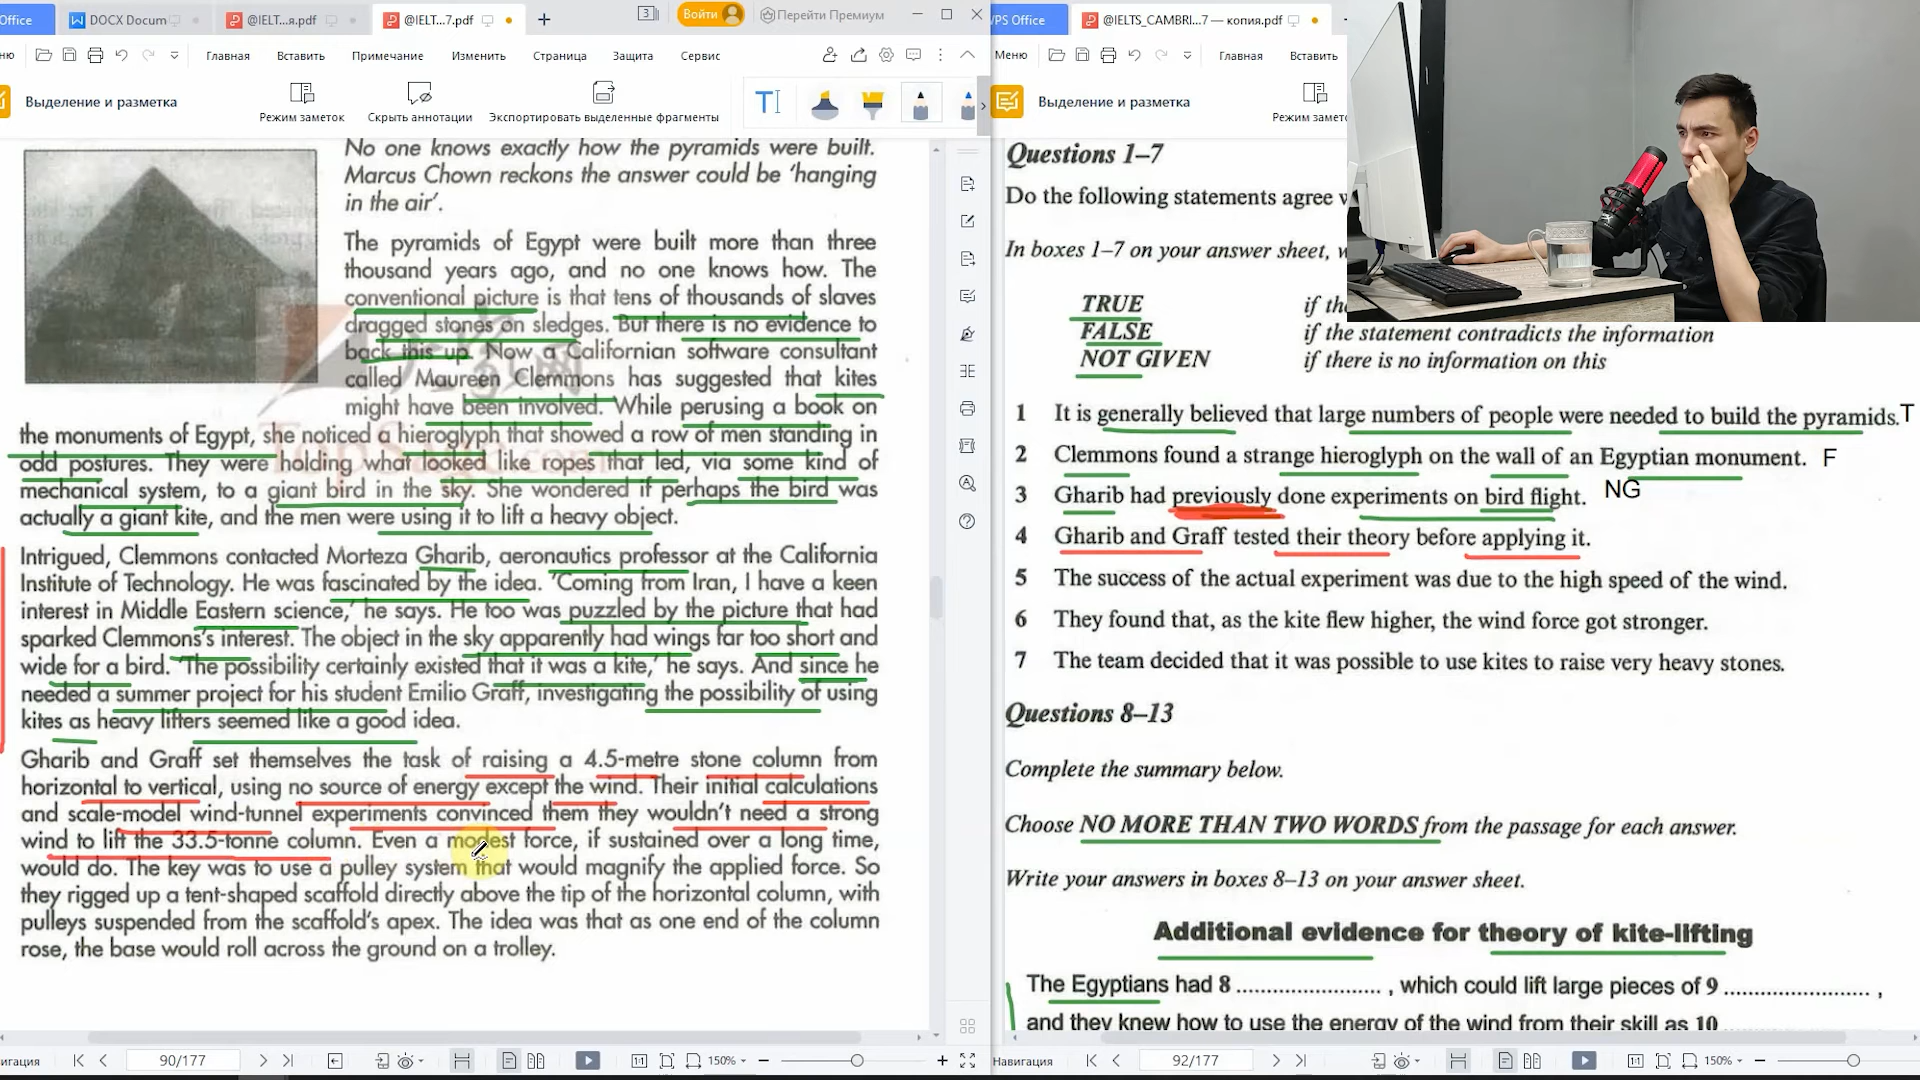 Office
DOCX Docum
@IELT...я.pdf
@IELT...7.pdf
3
Войти
Перейти Премиум
PS Office
@IELTS_CAMBRI...7 — копия.pdf
ню
Главная
Вставить
Примечание
Изменить
Страница
Защита
Сервис
Меню
Главная
Вставить
Выделение и разметка
Режим заметок
Скрыть аннотации
Экспортировать выделенные фрагменты
Выделение и разметка
Режим замето
No one knows exactly how the pyramids were built.
Marcus Chown reckons the answer could be 'hanging
in the air'.
The pyramids of Egypt were built more than three
thousand years ago, and no one knows how. The
conventional picture is that tens of thousands of slaves
dragged stones on sledges. But there is no evidence to
back this up. Now a Californian software consultant
called Maureen Clemmons has suggested that kites
might have been involved. While perusing a book on
the monuments of Egypt, she noticed a hieroglyph that showed a row of men standing in
odd postures. They were holding what looked like ropes that led, via some kind of
mechanical system, to a giant bird in the sky. She wondered if perhaps the bird was
actually a giant kite, and the men were using it to lift a heavy object.
Intrigued, Clemmons contacted Morteza Gharib, aeronautics professor at the California
Institute of Technology. He was fascinated by the idea. 'Coming from Iran, I have a keen
interest in Middle Eastern science,' he says. He too was puzzled by the picture that had
sparked Clemmons's interest. The object in the sky apparently had wings far too short and
wide for a bird. 'The possibility certainly existed that it was a kite,' he says. And since he
needed a summer project for his student Emilio Graff, investigating the possibility of using
kites as heavy lifters seemed like a good idea.
Gharib and Graff set themselves the task of raising a 4.5-metre stone column from
horizontal to vertical, using no source of energy except the wind. Their initial calculations
and scale-model wind-tunnel experiments convinced them they wouldn't need a strong
wind to lift the 33.5-tonne column. Even a modest force, if sustained over a long time,
would do. The key was to use a pulley system that would magnify the applied force. So
they rigged up a tent-shaped scaffold directly above the tip of the horizontal column, with
pulleys suspended from the scaffold's apex. The idea was that as one end of the column
rose, the base would roll across the ground on a trolley.
Questions 1–7
Do the following statements agree
In boxes 1–7 on your answer sheet,
TRUE if the
FALSE if the statement contradicts the information
NOT GIVEN if there is no information on this
1 It is generally believed that large numbers of people were needed to build the pyramids. T
2 Clemmons found a strange hieroglyph on the wall of an Egyptian monument. F
3 Gharib had previously done experiments on bird flight. NG
4 Gharib and Graff tested their theory before applying it.
5 The success of the actual experiment was due to the high speed of the wind.
6 They found that, as the kite flew higher, the wind force got stronger.
7 The team decided that it was possible to use kites to raise very heavy stones.
Questions 8–13
Complete the summary below.
Choose NO MORE THAN TWO WORDS from the passage for each answer.
Write your answers in boxes 8–13 on your answer sheet.
Additional evidence for theory of kite-lifting
The Egyptians had 8 ........................ , which could lift large pieces of 9 ........................ ,
and they knew how to use the energy of the wind from their skill as 10
вигация
90/177
150%
Навигация
92/177
150%